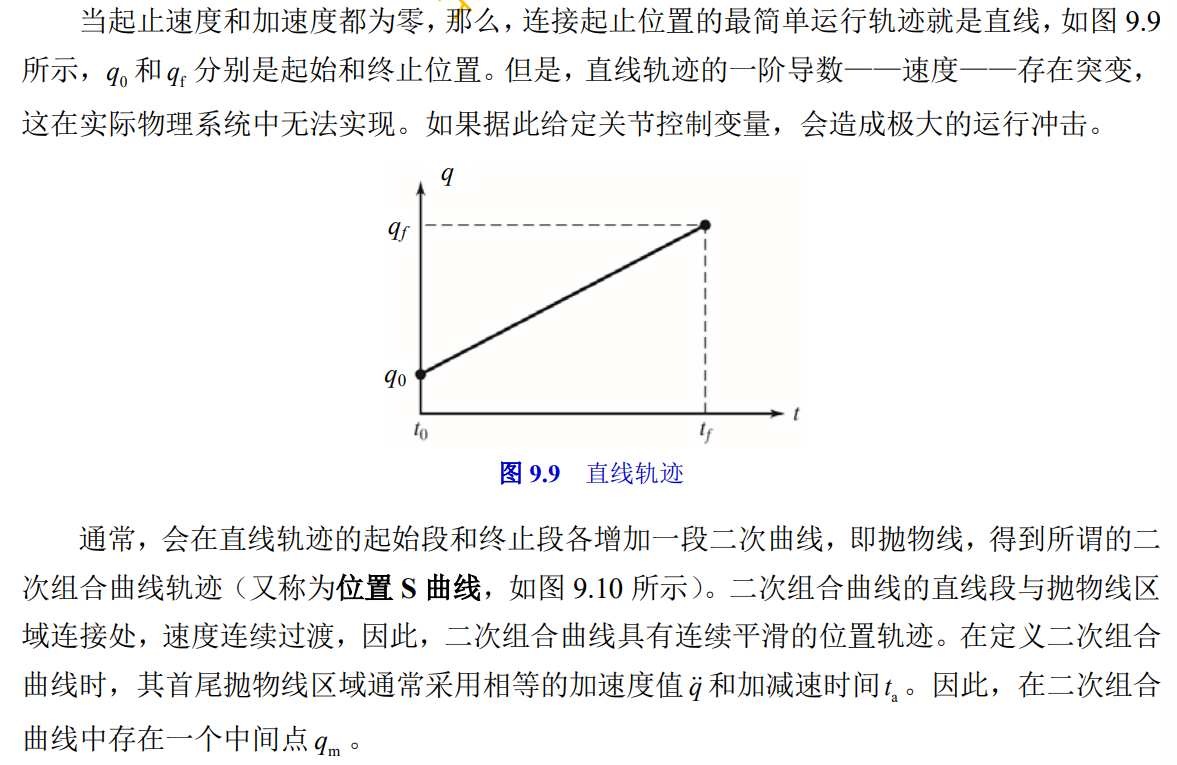 当起止速度和加速度都为零，那么，连接起止位置的最简单运行轨迹就是直线，如图 9.9
所示，q0 和 qf 分别是起始和终止位置。但是，直线轨迹的一阶导数——速度——存在突变，
这在实际物理系统中无法实现。如果据此给定关节控制变量，会造成极大的运行冲击。
q
qf
q0
t0
tf
t
图 9.9 直线轨迹
通常，会在直线轨迹的起始段和终止段各增加一段二次曲线，即抛物线，得到所谓的二
次组合曲线轨迹（又称为位置 S 曲线，如图 9.10 所示）。二次组合曲线的直线段与抛物线区
域连接处，速度连续过渡，因此，二次组合曲线具有连续平滑的位置轨迹。在定义二次组合
曲线时，其首尾抛物线区域通常采用相等的加速度值 q̈ 和加减速时间 ta 。因此，在二次组合
曲线中存在一个中间点 qm 。